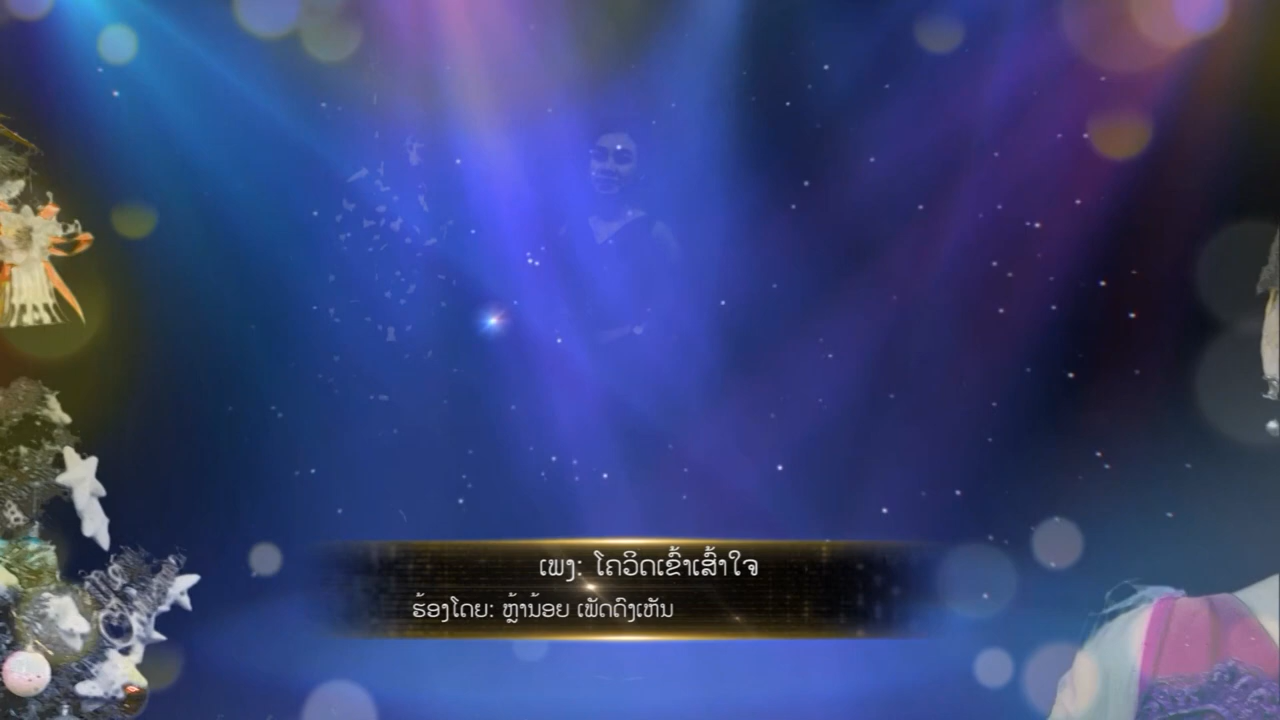 ເພງ: ໂຄວິດເຂົ້າເສົ້າໃຈ
ຮ້ອງໂດຍ: ຫຼ້ານ້ອຍ ເພັດດົງເຫັນ